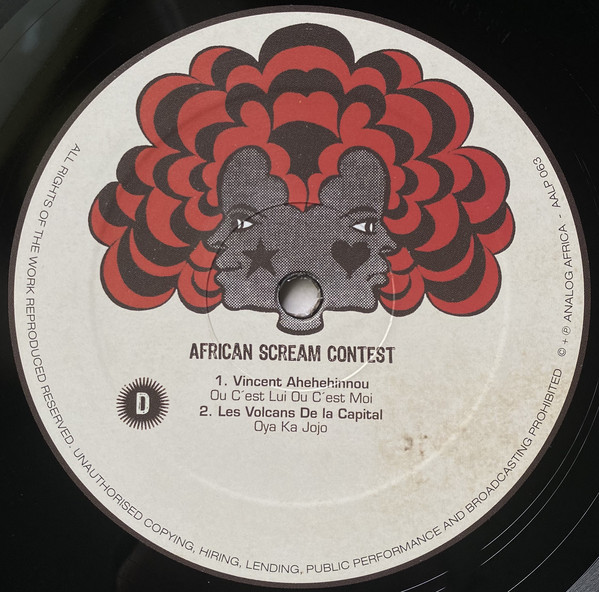 AFRICAN SCREAM CONTEST
1. Vincent Ahehehinnou
Ou C´est Lui Ou C´est Moi
2. Les Volcans De la Capital
Oya Ka Jojo
D
ALL RIGHTS OF THE WORK REPRODUCED RESERVED. UNAUTHORISED COPYING, HIRING, LENDING, PUBLIC PERFORMANCE AND BROADCASTING PROHIBITED © + ℗ ANALOG AFRICA - AALP 063